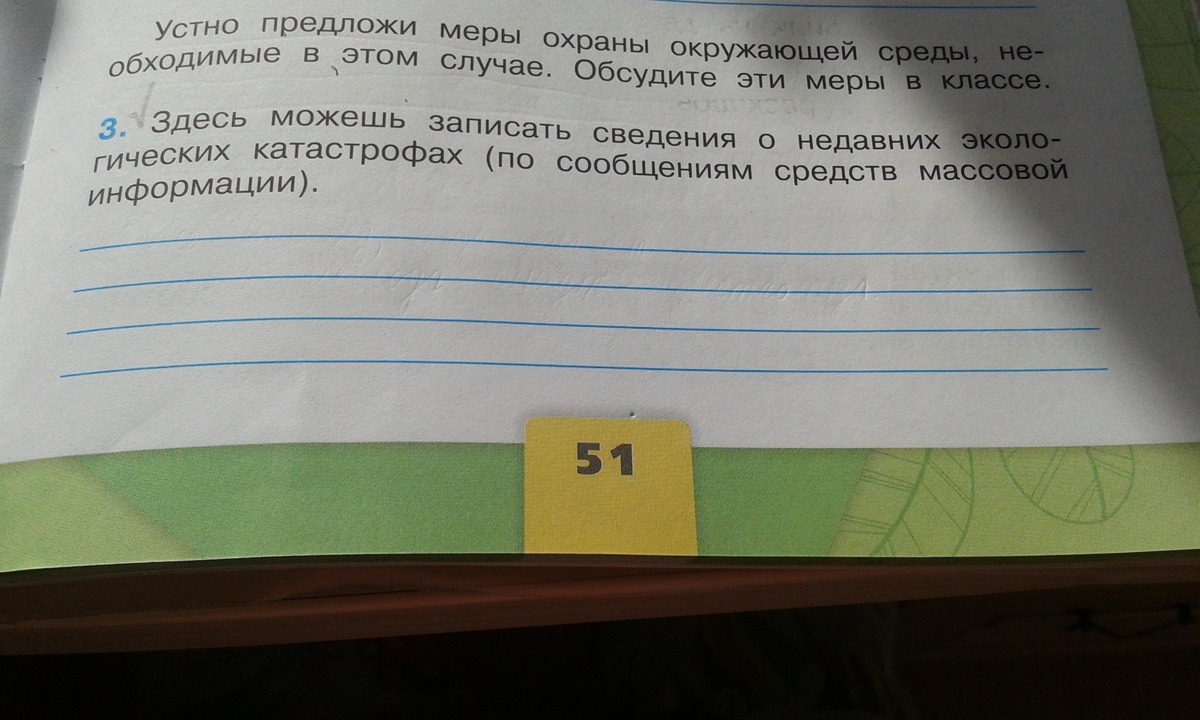 Устно предложи меры охраны окружающей среды, не-
обходимые в этом случае. Обсудите эти меры в классе.
3. Здесь можешь записать сведения о недавних эколо-
гических катастрофах (по сообщениям средств массовой
информации).
51